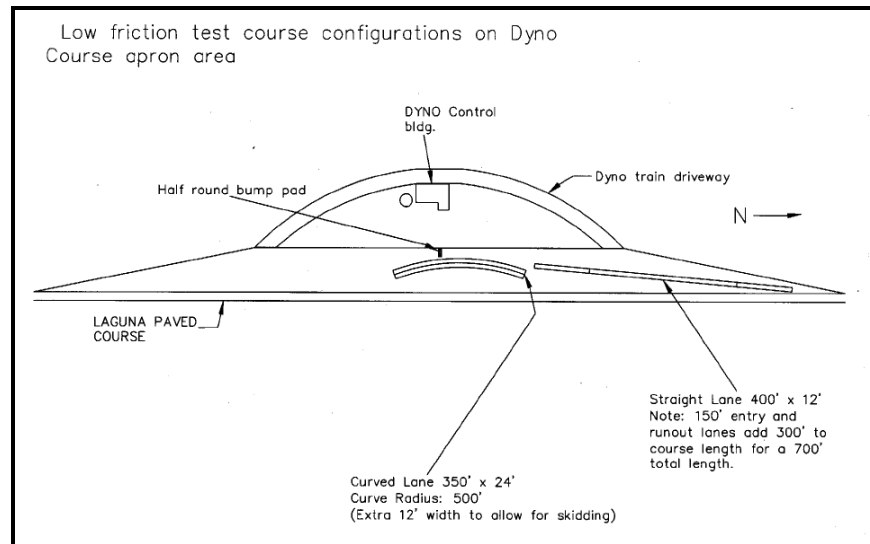 Low friction test course configurations on Dyno
Course apron area
DYNO Control
bldg.
Half round bump pad
Dyno train driveway
N
LAGUNA PAVED
COURSE
Straight Lane 400' x 12'
Note: 150' entry and
runout lanes add 300' to
course length for a 700'
total length.
Curved Lane 350' x 24'
Curve Radius: 500'
(Extra 12' width to allow for skidding)